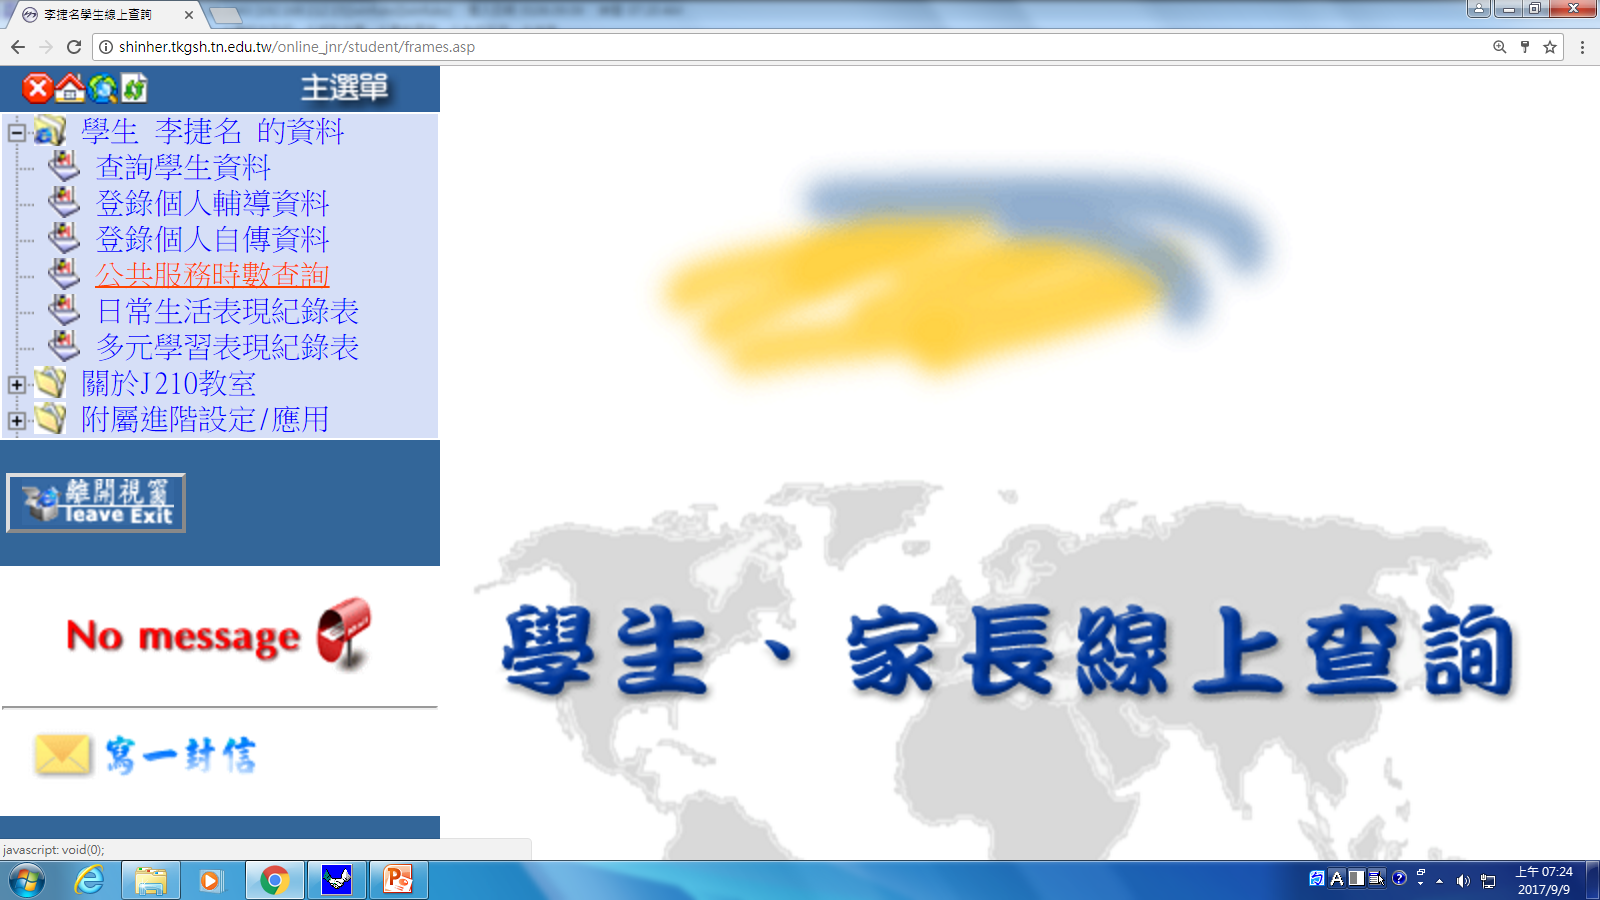 李捷名學生線上查詢
shinher.tkgsh.tn.edu.tw/online_jnr/student/frames.asp
主選單
學生 李捷名 的資料
查詢學生資料
登錄個人輔導資料
登錄個人自傳資料
公共服務時數查詢
日常生活表現紀錄表
多元學習表現紀錄表
關於J210教室
附屬進階設定/應用
離開視窗
leave Exit
No message
寫一封信
學生、家長線上查詢
javascript: void(0);
上午 07:24
2017/9/9